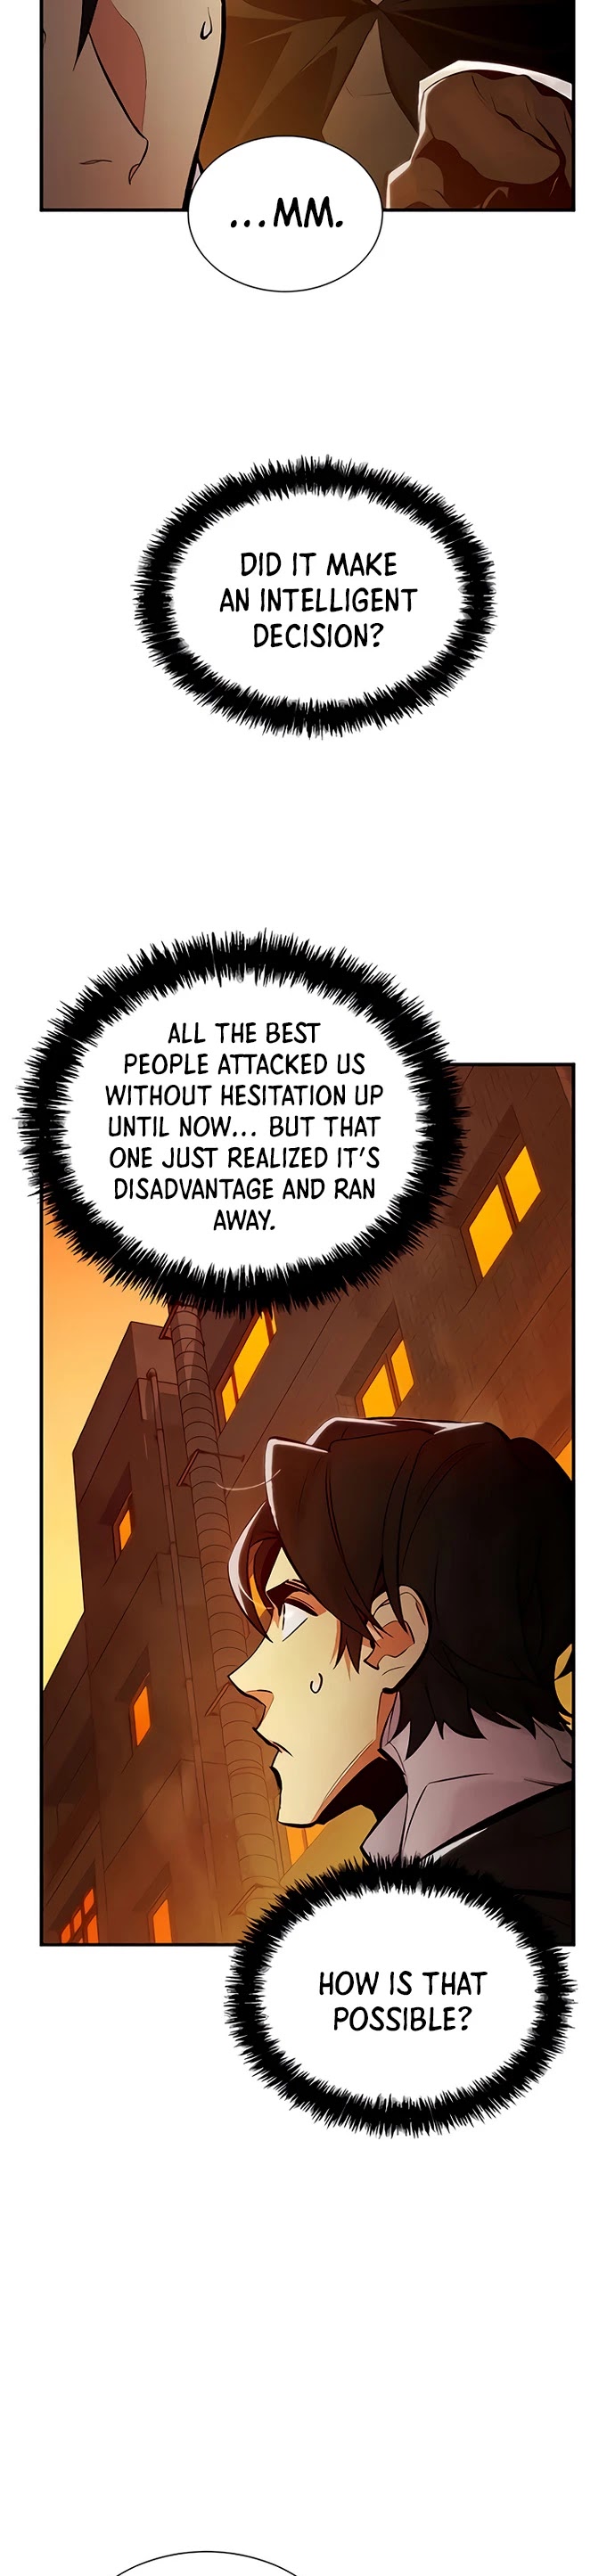 ...MM.
DID IT MAKE
AN INTELLIGENT
DECISION?
ALL THE BEST
PEOPLE ATTACKED US
WITHOUT HESITATION UP
UNTIL NOW... BUT THAT
ONE JUST REALIZED IT'S
DISADVANTAGE AND RAN
AWAY.
HOW IS THAT
POSSIBLE?